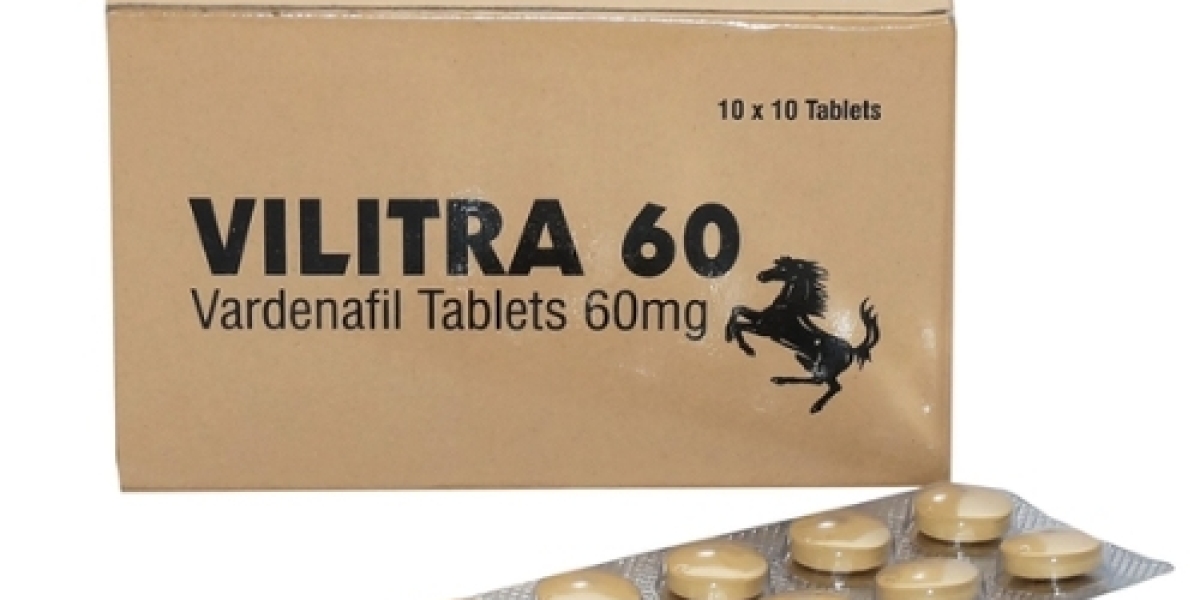 10 x 10 Tablets
VILITRA 60
Vardenafil Tablets 60mg